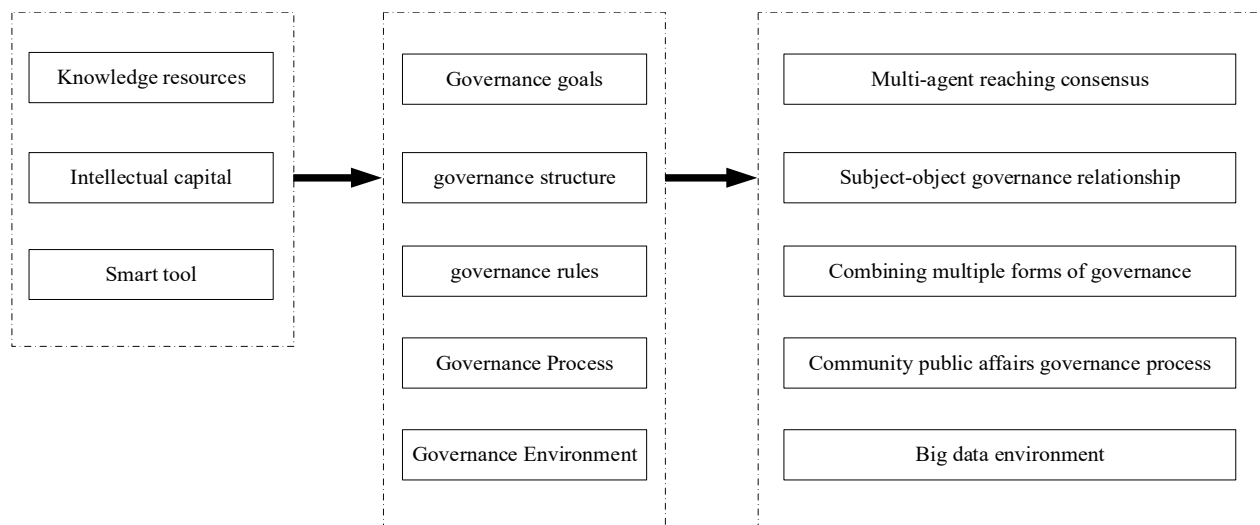 Knowledge resources
Intellectual capital
Smart tool
Governance goals
governance structure
governance rules
Governance Process
Governance Environment
Multi-agent reaching consensus
Subject-object governance relationship
Combining multiple forms of governance
Community public affairs governance process
Big data environment